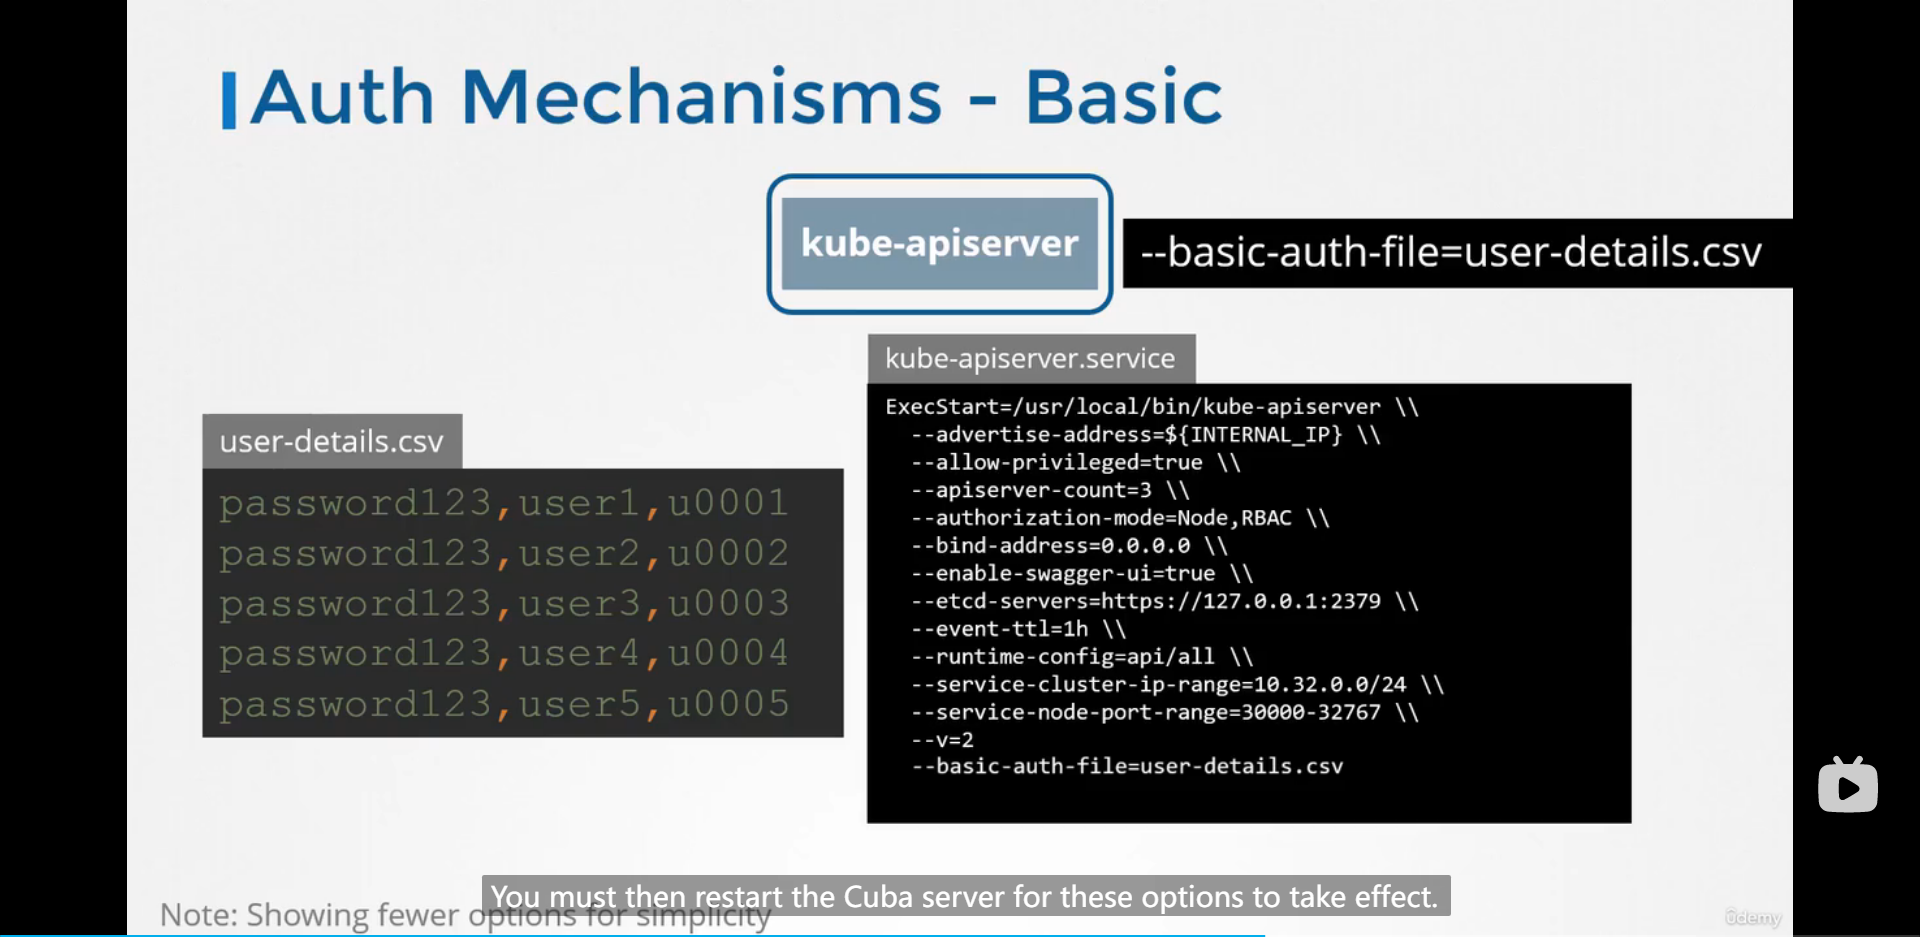 Auth Mechanisms - Basic
kube-apiserver
--basic-auth-file=user-details.csv
kube-apiserver.service
ExecStart=/usr/local/bin/kube-apiserver \\
--advertise-address=${INTERNAL_IP} \\
--allow-privileged=true \\
--apiserver-count=3 \\
--authorization-mode=Node,RBAC \\
--bind-address=0.0.0.0 \\
--enable-swagger-ui=true \\
--etcd-servers=https://127.0.0.1:2379 \\
--event-ttl=1h \\
--runtime-config=api/all \\
--service-cluster-ip-range=10.32.0.0/24 \\
--service-node-port-range=30000-32767 \\
--v=2
--basic-auth-file=user-details.csv
user-details.csv
password123,user1,u0001
password123,user2,u0002
password123,user3,u0003
password123,user4,u0004
password123,user5,u0005
You must then restart the Cuba server for these options to take effect.
Note: Showing fewer options for simplicity
ûdemy